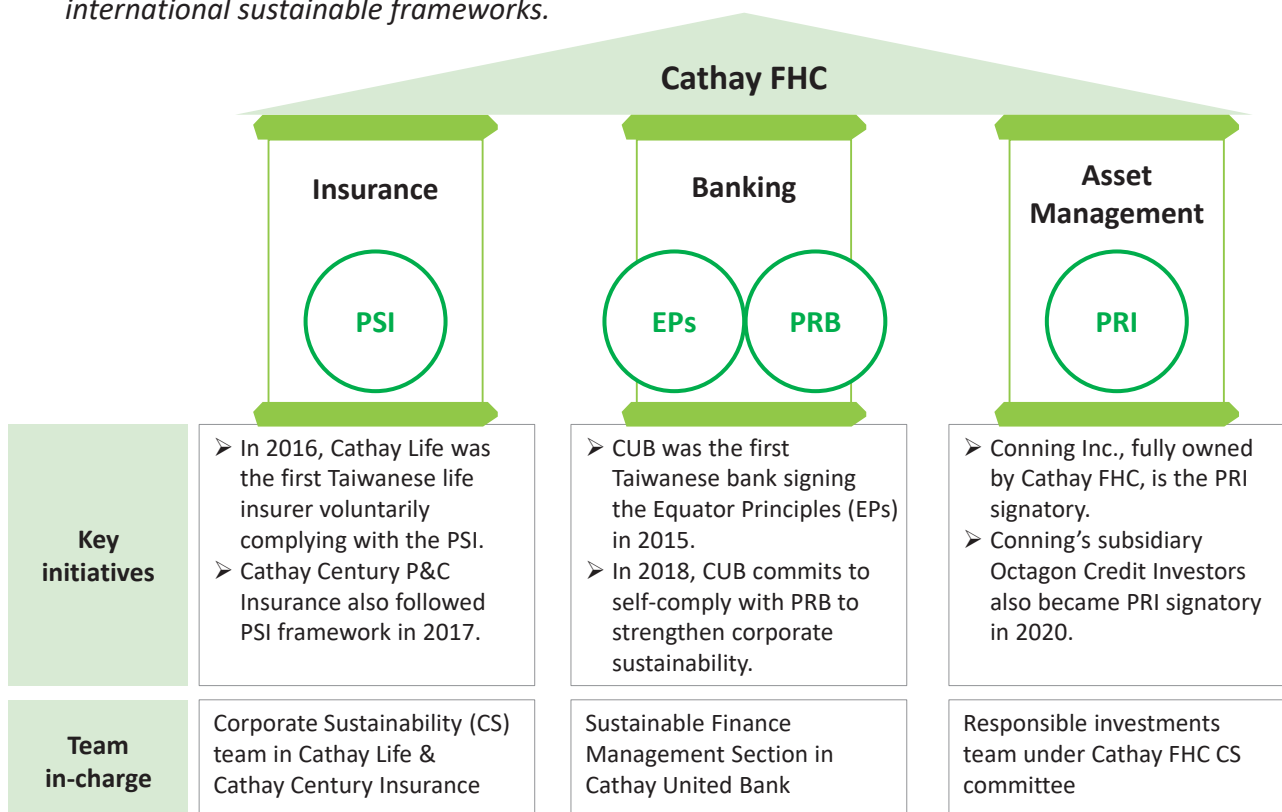 international sustainable frameworks.
Cathay FHC
Insurance
Banking
Asset
Management
PSI
EPs
PRB
PRI
Key
initiatives
➢ In 2016, Cathay Life was
the first Taiwanese life
insurer voluntarily
complying with the PSI.
➢ Cathay Century P&C
Insurance also followed
PSI framework in 2017.
➢ CUB was the first
Taiwanese bank signing
the Equator Principles (EPs)
in 2015.
➢ In 2018, CUB commits to
self-comply with PRB to
strengthen corporate
sustainability.
➢ Conning Inc., fully owned
by Cathay FHC, is the PRI
signatory.
➢ Conning’s subsidiary
Octagon Credit Investors
also became PRI signatory
in 2020.
Team
in-charge
Corporate Sustainability (CS)
team in Cathay Life &
Cathay Century Insurance
Sustainable Finance
Management Section in
Cathay United Bank
Responsible investments
team under Cathay FHC CS
committee